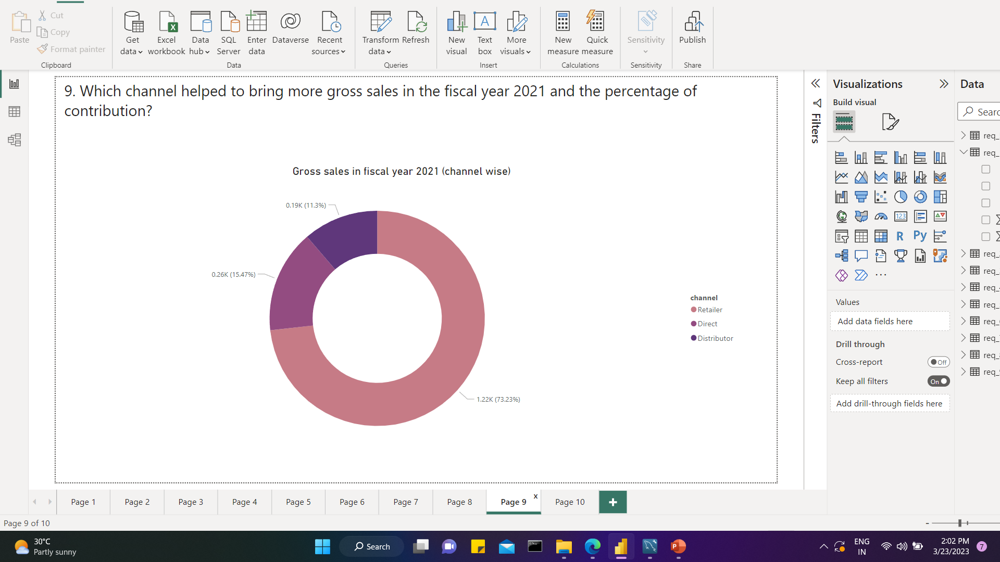 Paste
Cut
Copy
Format painter
Clipboard
Get data
Excel workbook
Data hub
SQL Server
Enter data
Dataverse
Recent sources
Data
Transform data
Refresh
Queries
New visual
Text box
More visuals
Insert
New measure
Quick measure
Calculations
Sensitivity
Sensitivity
Publish
Share
9. Which channel helped to bring more gross sales in the fiscal year 2021 and the percentage of
contribution?
Gross sales in fiscal year 2021 (channel wise)
0.19K (11.3%)
0.26K (15.47%)
1.22K (73.23%)
channel
Retailer
Direct
Distributor
Filters
Visualizations
Build visual
123
R
Py
...
Values
Add data fields here
Drill through
Cross-report
Off
Keep all filters
On
Add drill-through fields here
Data
req_
req_
req_
req_
req_
req_
req_
req_
req_
req_
Page 1
Page 2
Page 3
Page 4
Page 5
Page 6
Page 7
Page 8
Page 9
x
Page 10
+
Page 9 of 10
- +
30°C
Partly sunny
Search
ENG
IN
2:02 PM
3/23/2023
7